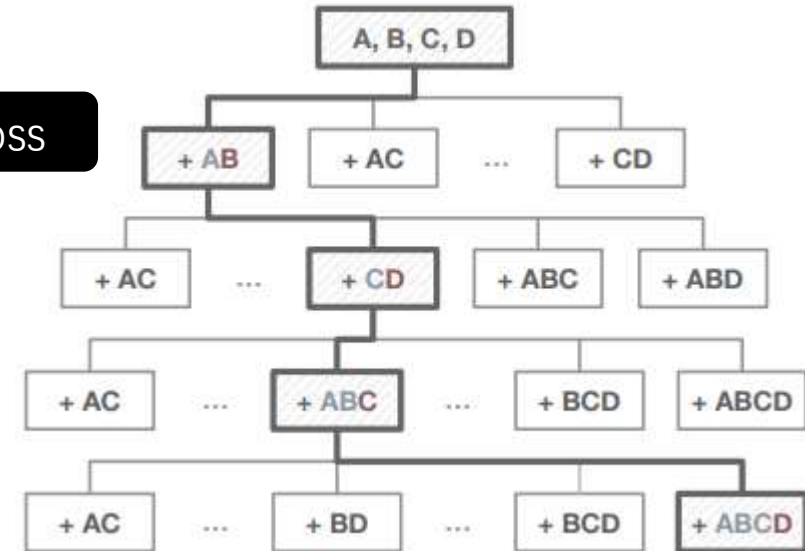 A, B, C, D
+ AB + AC ... + CD
+ AC ... + CD + ABC + ABD
+ AC ... + ABC ... + BCD + ABCD
+ AC ... + BD ... + BCD + ABCD